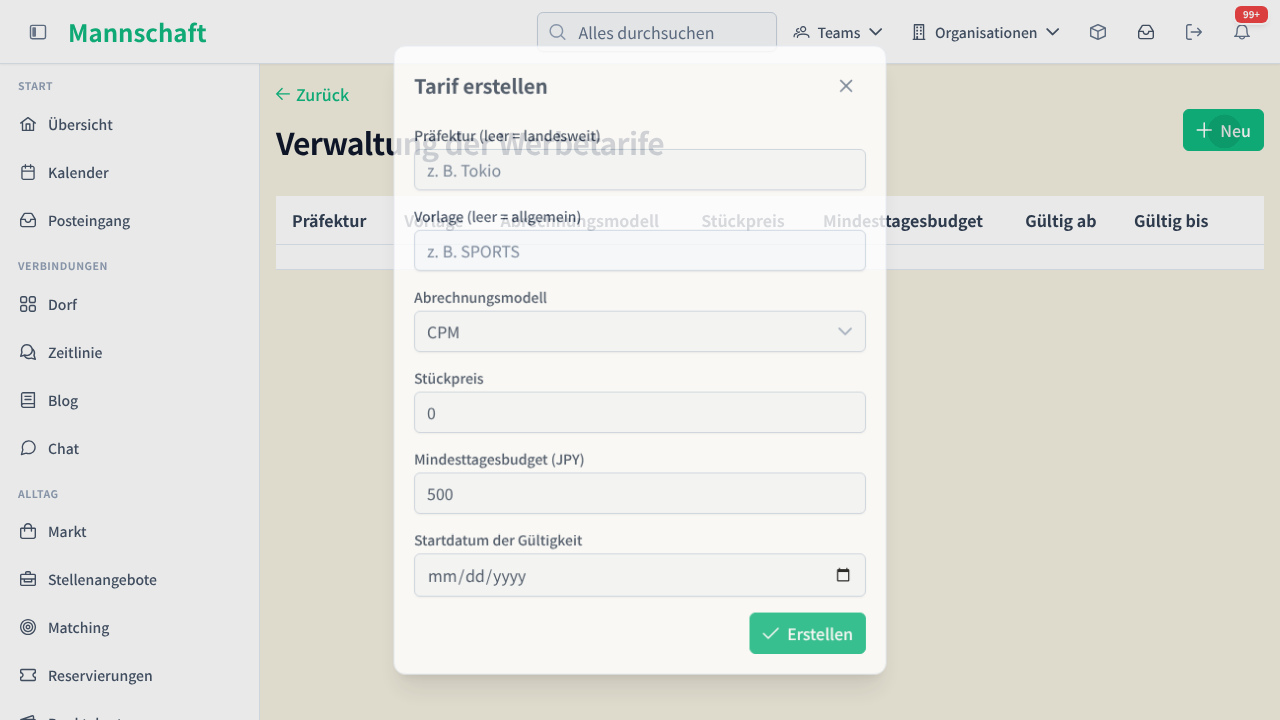 Mannschaft
Alles durchsuchen
Teams
Organisationen
99+
START
Übersicht
Kalender
Posteingang
VERBINDUNGEN
Dorf
Zeitlinie
Blog
Chat
ALLTAG
Markt
Stellenangebote
Matching
Reservierungen
Zurück
Verwaltung der Werbetarife
Neu
Präfektur Vorlage Abrechnungsmodell Stückpreis Mindesttagesbudget Gültig ab Gültig bis
Tarif erstellen
Präfektur (leer = landesweit)
z. B. Tokio
Vorlage (leer = allgemein)
z. B. SPORTS
Abrechnungsmodell
CPM
Stückpreis
0
Mindesttagesbudget (JPY)
500
Startdatum der Gültigkeit
mm/dd/yyyy
Erstellen